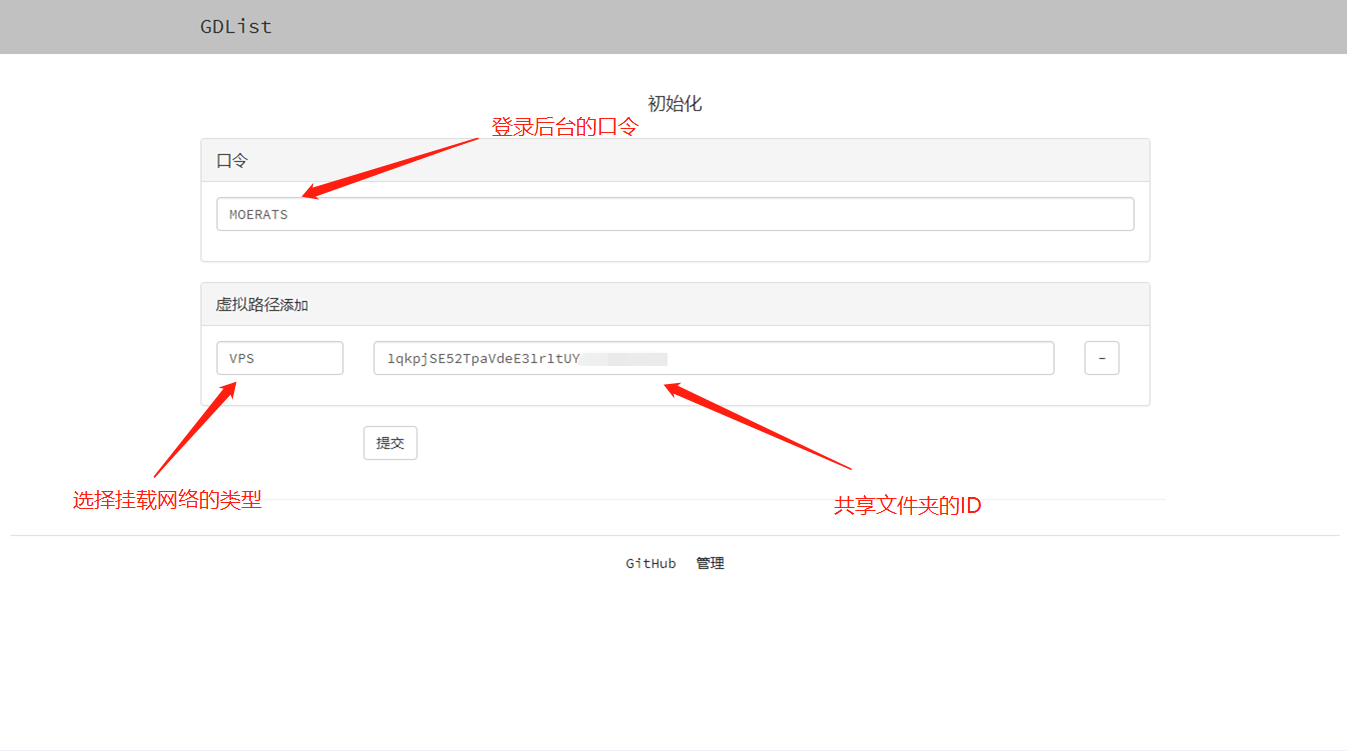 GDList
初始化
登录后台的口令
口令
MOERATS
虚拟路径添加
VPS
lqkpjSE52TpaVdeE3lrltUY
-
提交
选择挂载网络的类型
共享文件夹的ID
GitHub 管理